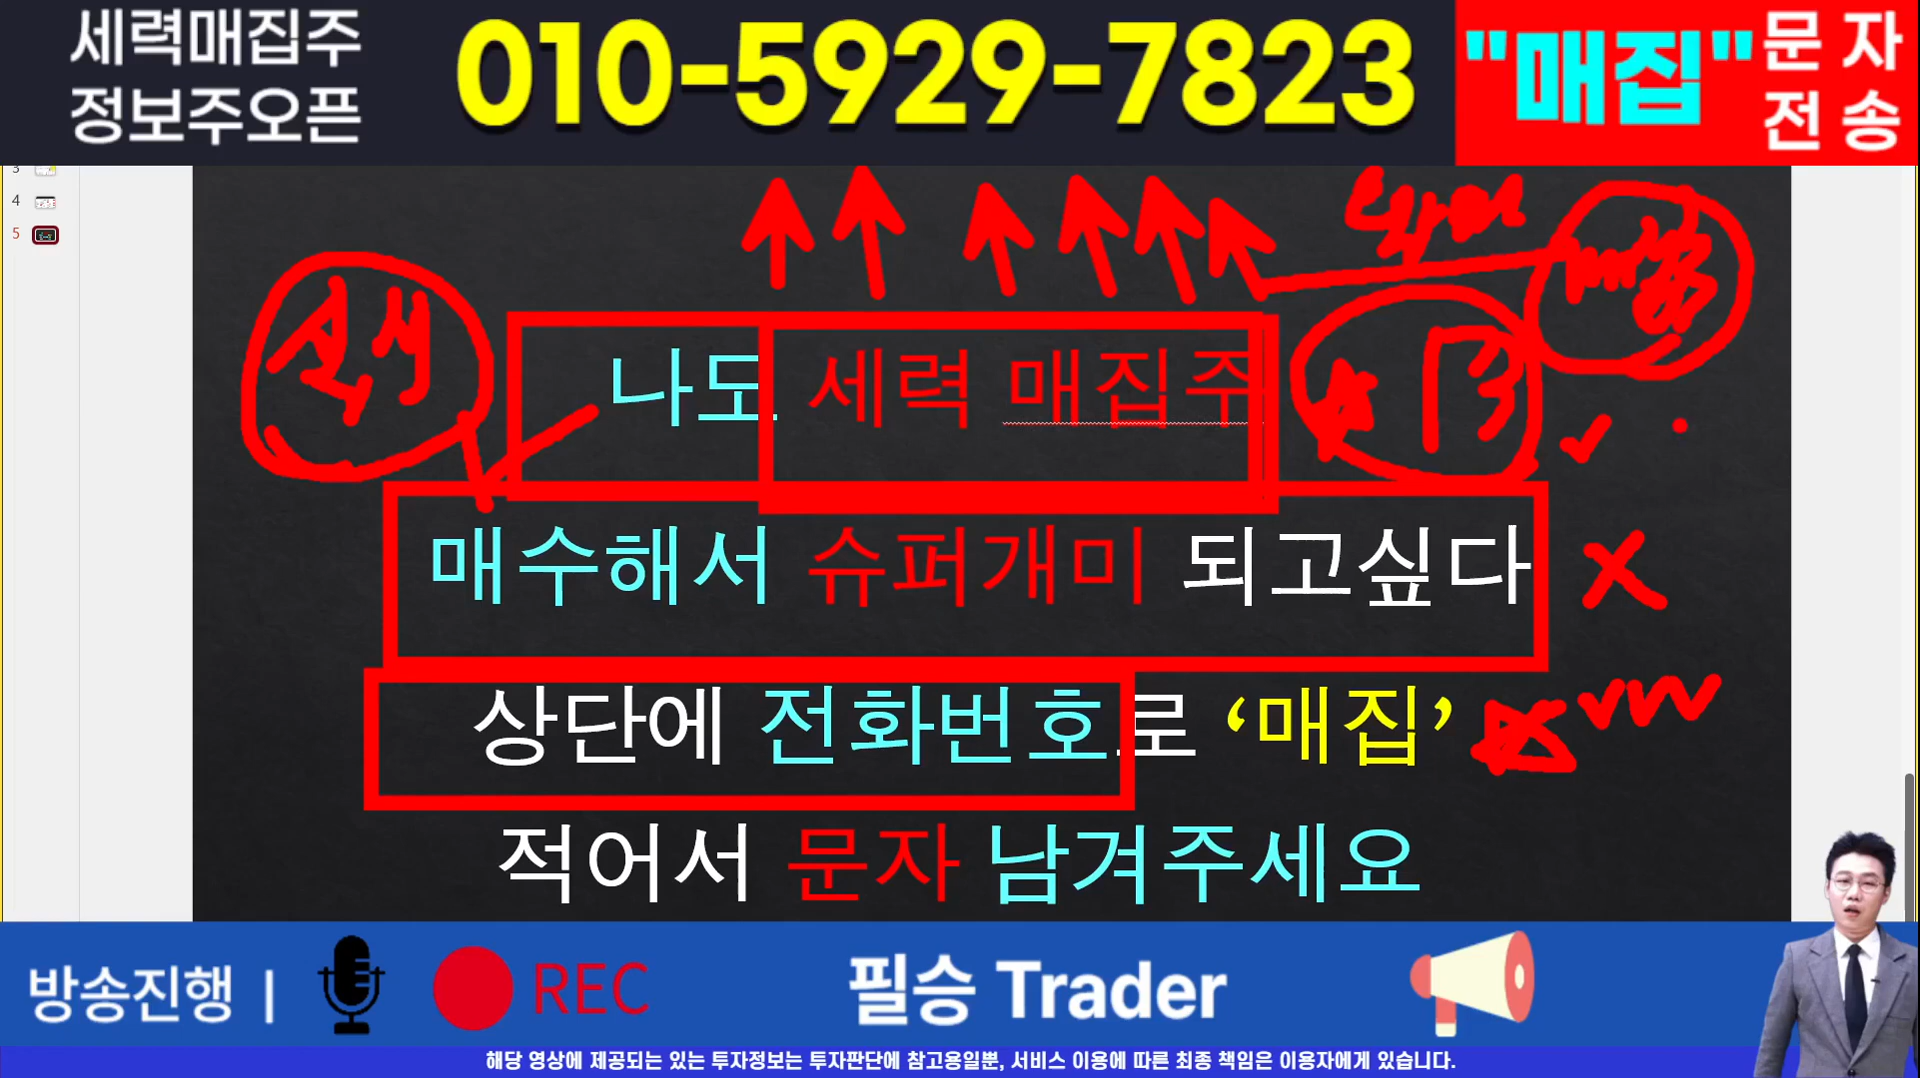 세력매집주
정보주오픈
010-5929-7823
"매집"
문자
전송
3
4
5
나도 세력 매집주
매수해서 슈퍼개미 되고싶다
상단에 전화번호로 ‘매집’
적어서 문자 남겨주세요
방송진행 |
REC
필승 Trader
해당 영상에 제공되는 있는 투자정보는 투자판단에 참고용일뿐, 서비스 이용에 따른 최종 책임은 이용자에게 있습니다.